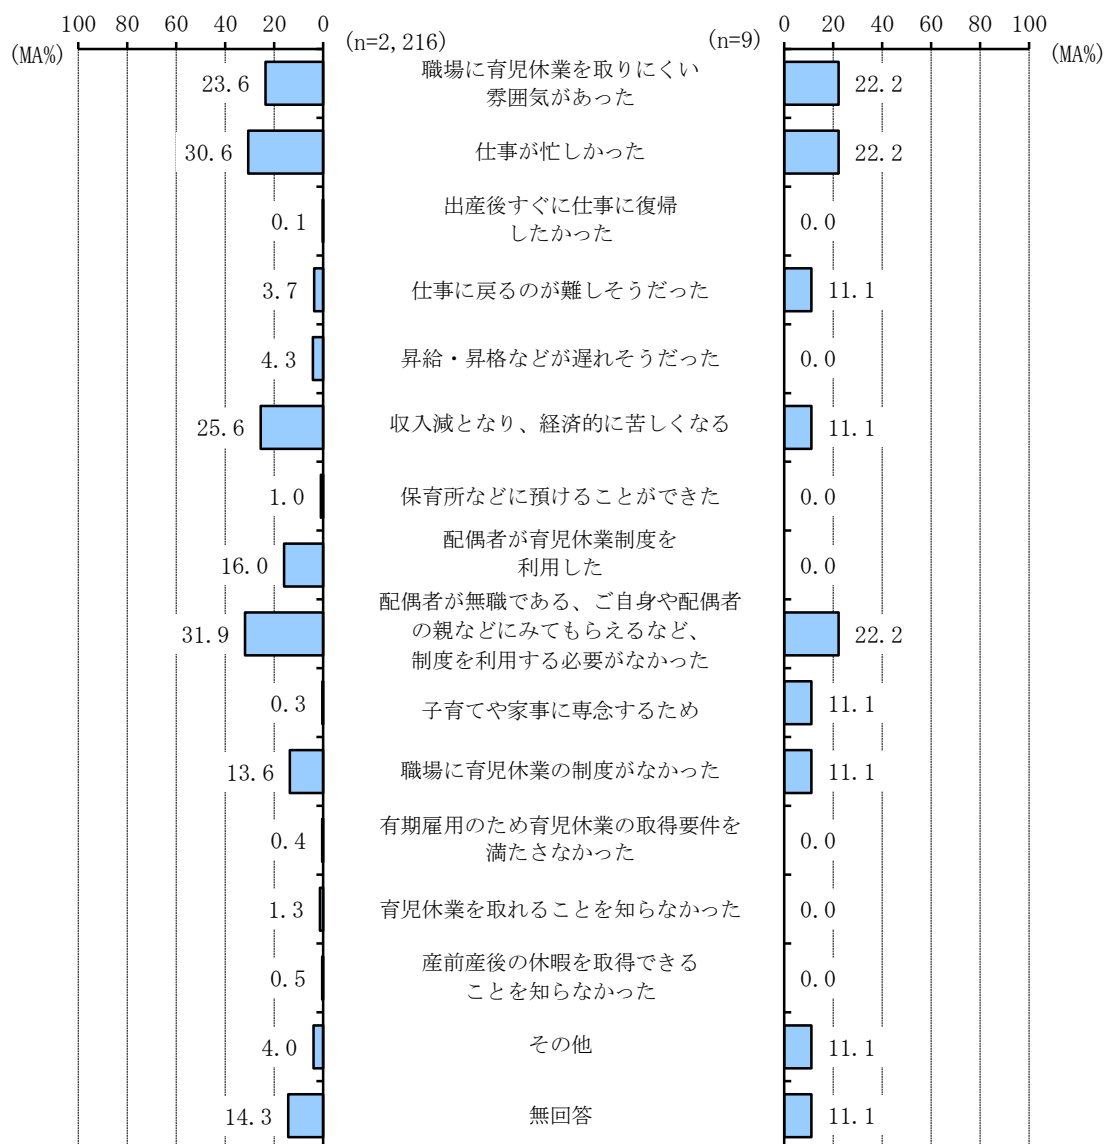 100 80 60 40 20 0 0 20 40 60 80 100
(MA%) (n=2,216) (n=9) (MA%)
職場に育児休業を取りにくい
雰囲気があった
23.6 22.2
30.6 仕事が忙しかった 22.2
出産後すぐに仕事に復帰
したかった
0.1 0.0
3.7 仕事に戻るのが難しそうだった 11.1
4.3 昇給・昇格などが遅れそうだった 0.0
25.6 収入減となり、経済的に苦しくなる 11.1
1.0 保育所などに預けることができた 0.0
配偶者が育児休業制度を
利用した
16.0 0.0
配偶者が無職である、ご自身や配偶者
の親などにみてもらえるなど、
制度を利用する必要がなかった
31.9 22.2
0.3 子育てや家事に専念するため 11.1
13.6 職場に育児休業の制度がなかった 11.1
有期雇用のため育児休業の取得要件を
満たさなかった
0.4 0.0
1.3 育児休業を取れることを知らなかった 0.0
産前産後の休暇を取得できる
ことを知らなかった
0.5 0.0
4.0 その他 11.1
14.3 無回答 11.1